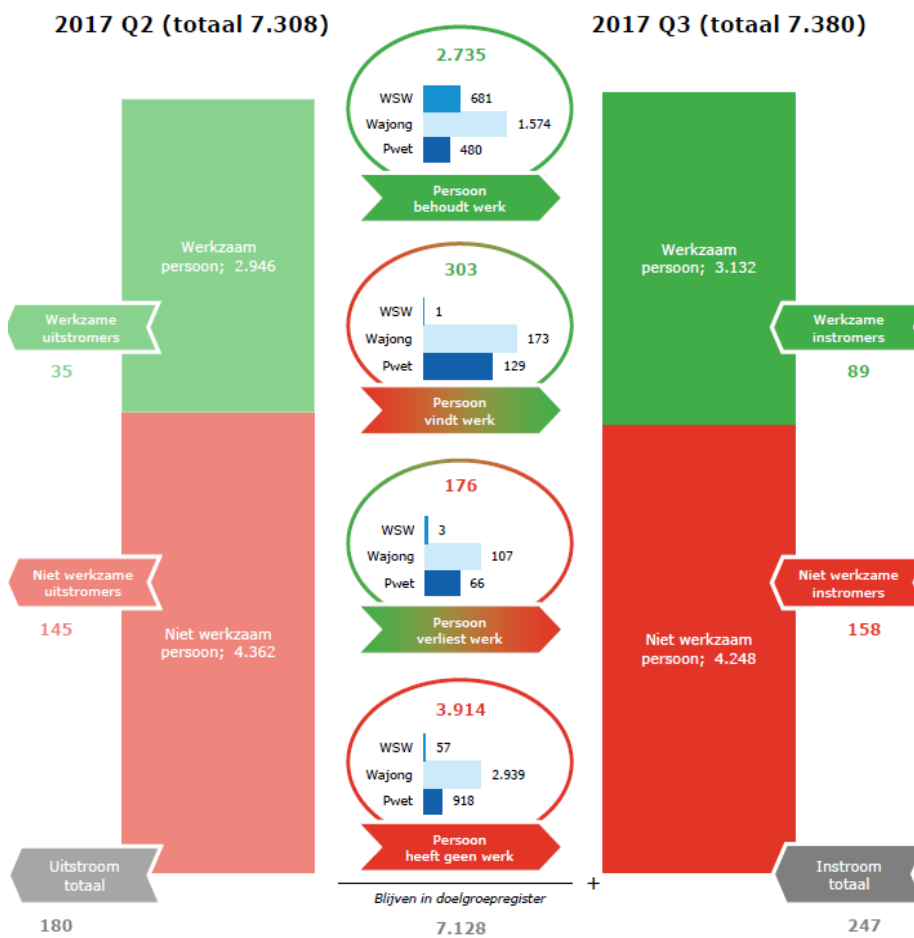 2017 Q2 (totaal 7.308)
2017 Q3 (totaal 7.380)
2.735
WSW 681
Wajong 1.574
Pwet 480
Persoon
behoudt werk
Werkzaam
persoon; 2.946
Werkzaam
persoon; 3.132
303
WSW 1
Wajong 173
Pwet 129
Persoon
vindt werk
Werkzame
uitstromers
35
Werkzame
instromers
89
176
WSW 3
Wajong 107
Pwet 66
Persoon
verliest werk
Niet werkzame
uitstromers
145
Niet werkzaam
persoon; 4.362
Niet werkzaam
persoon; 4.248
Niet werkzame
instromers
158
3.914
WSW 57
Wajong 2.939
Pwet 918
Persoon
heeft geen werk
Uitstroom
totaal
180
+
Blijven in doelgroepregister
7.128
Instroom
totaal
247